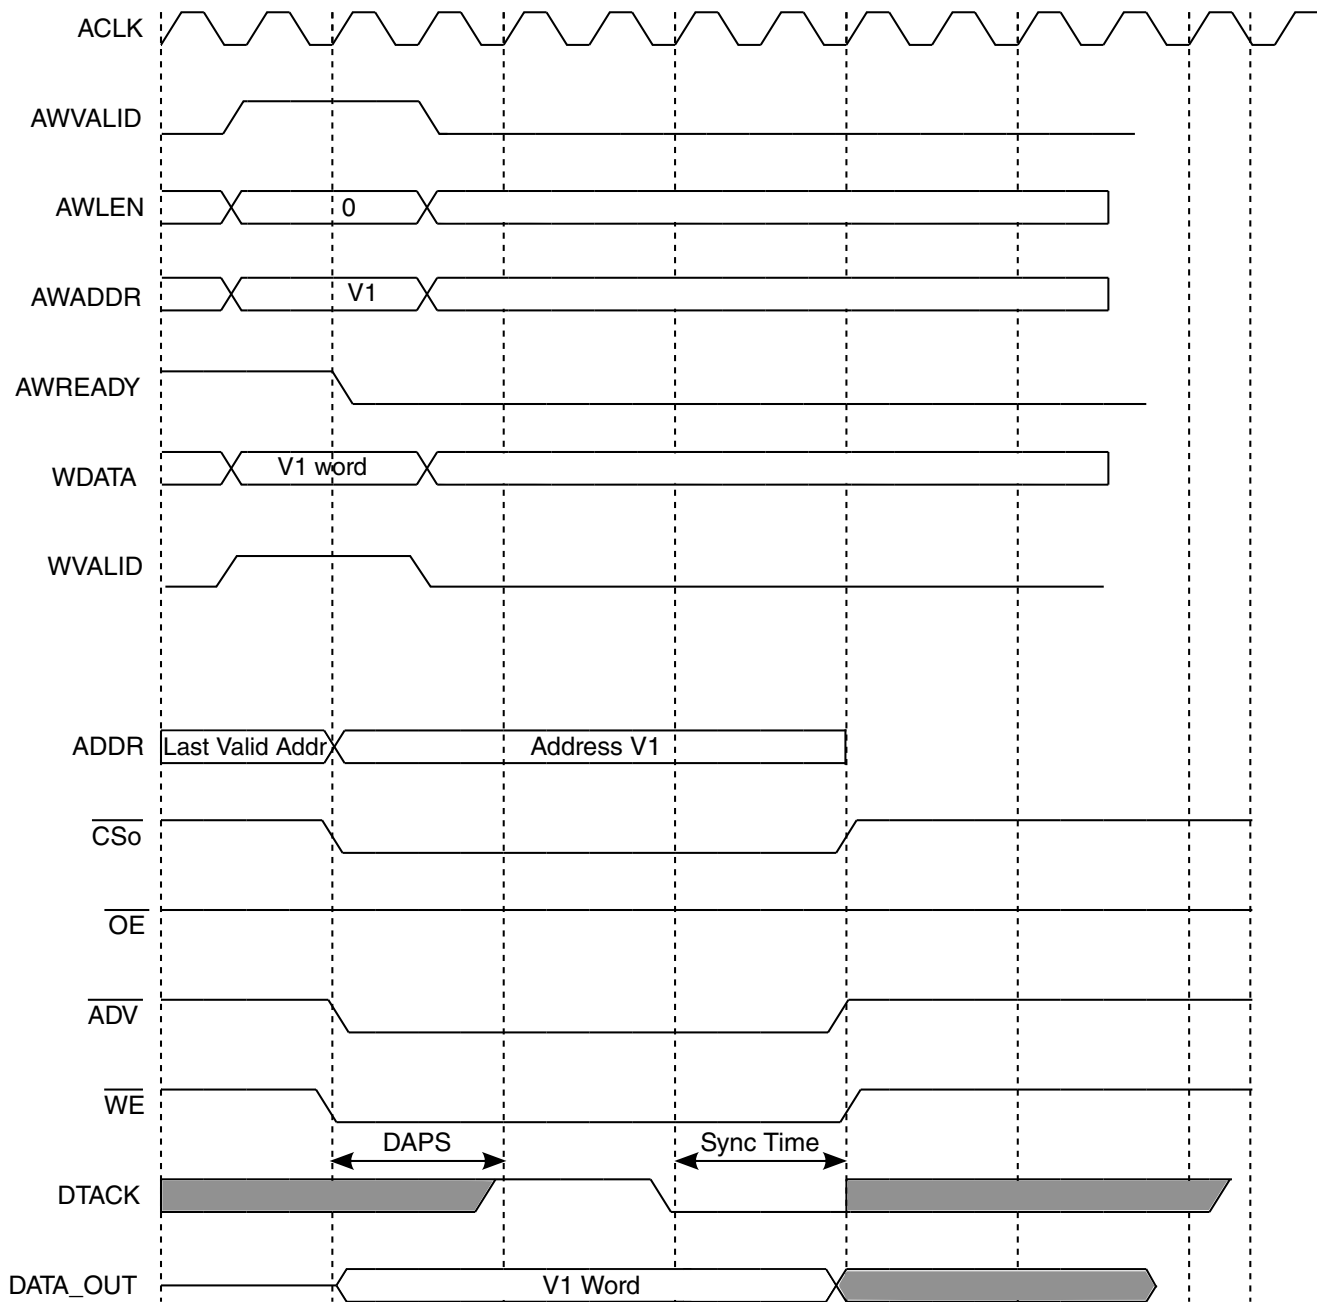 ACLK
AWVALID
AWLEN
0
AWADDR
V1
AWREADY
WDATA
V1 word
WVALID
ADDR
Last Valid Addr
Address V1
CSo
OE
ADV
WE
DAPS
Sync Time
DTACK
DATA_OUT
V1 Word